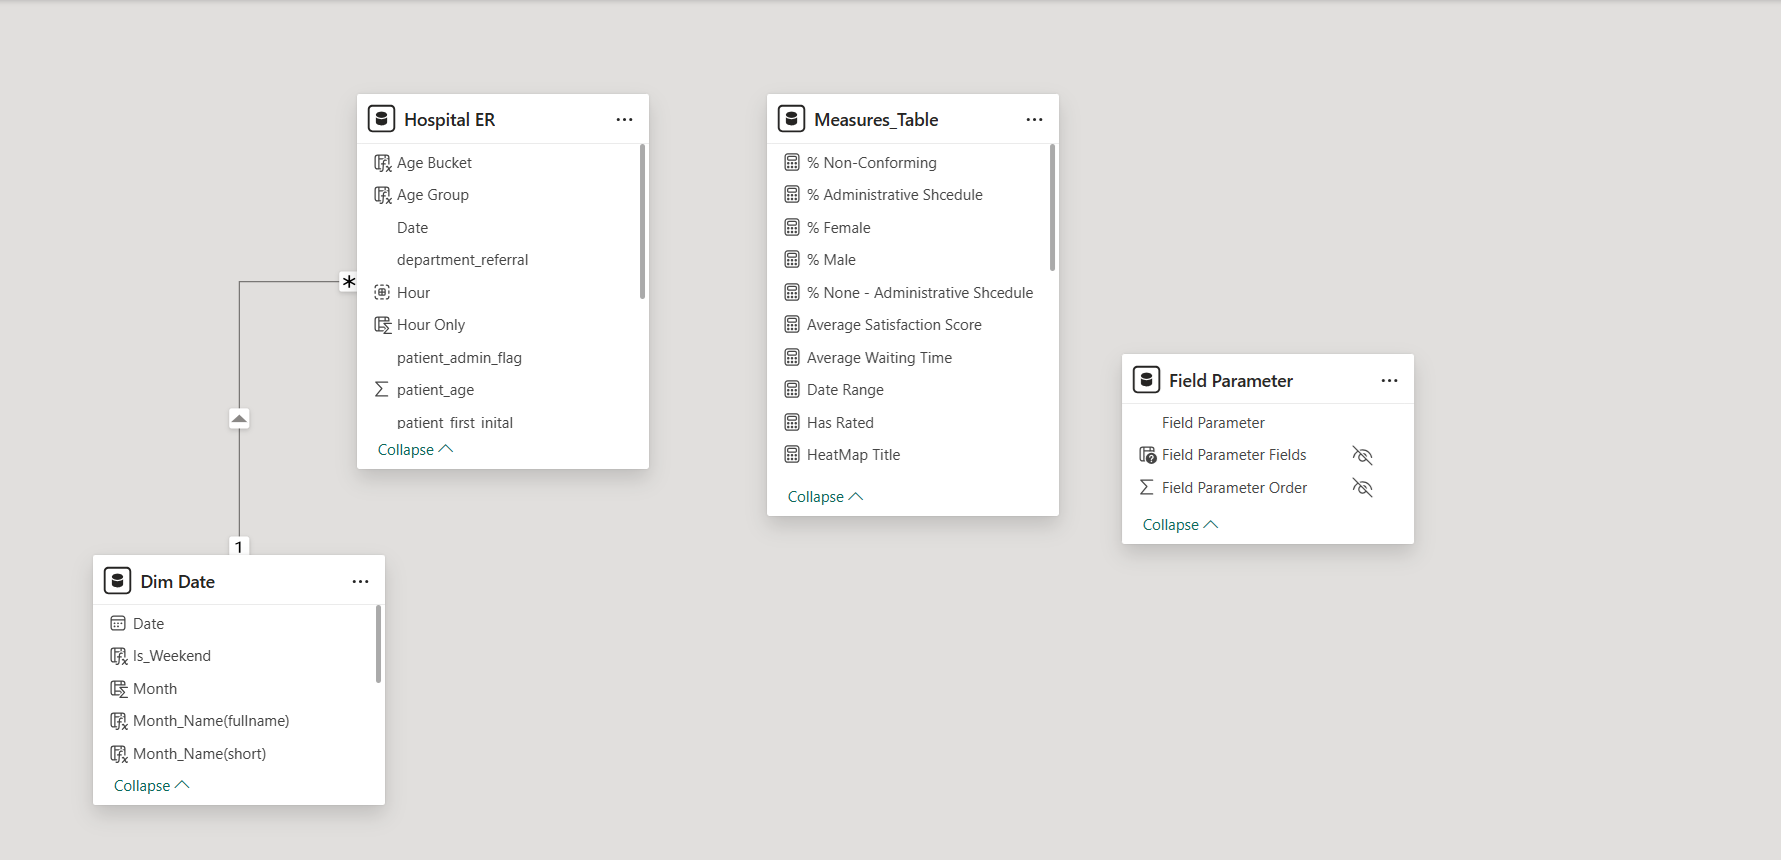 Hospital ER
Age Bucket
Age Group
Date
department_referral
Hour
Hour Only
patient_admin_flag
patient_age
patient_first_inital
Collapse
*
1
Measures_Table
% Non-Conforming
% Administrative Shcedule
% Female
% Male
% None - Administrative Shcedule
Average Satisfaction Score
Average Waiting Time
Date Range
Has Rated
HeatMap Title
Collapse
Field Parameter
Field Parameter
Field Parameter Fields
Field Parameter Order
Collapse
Dim Date
Date
Is_Weekend
Month
Month_Name(fullname)
Month_Name(short)
Collapse